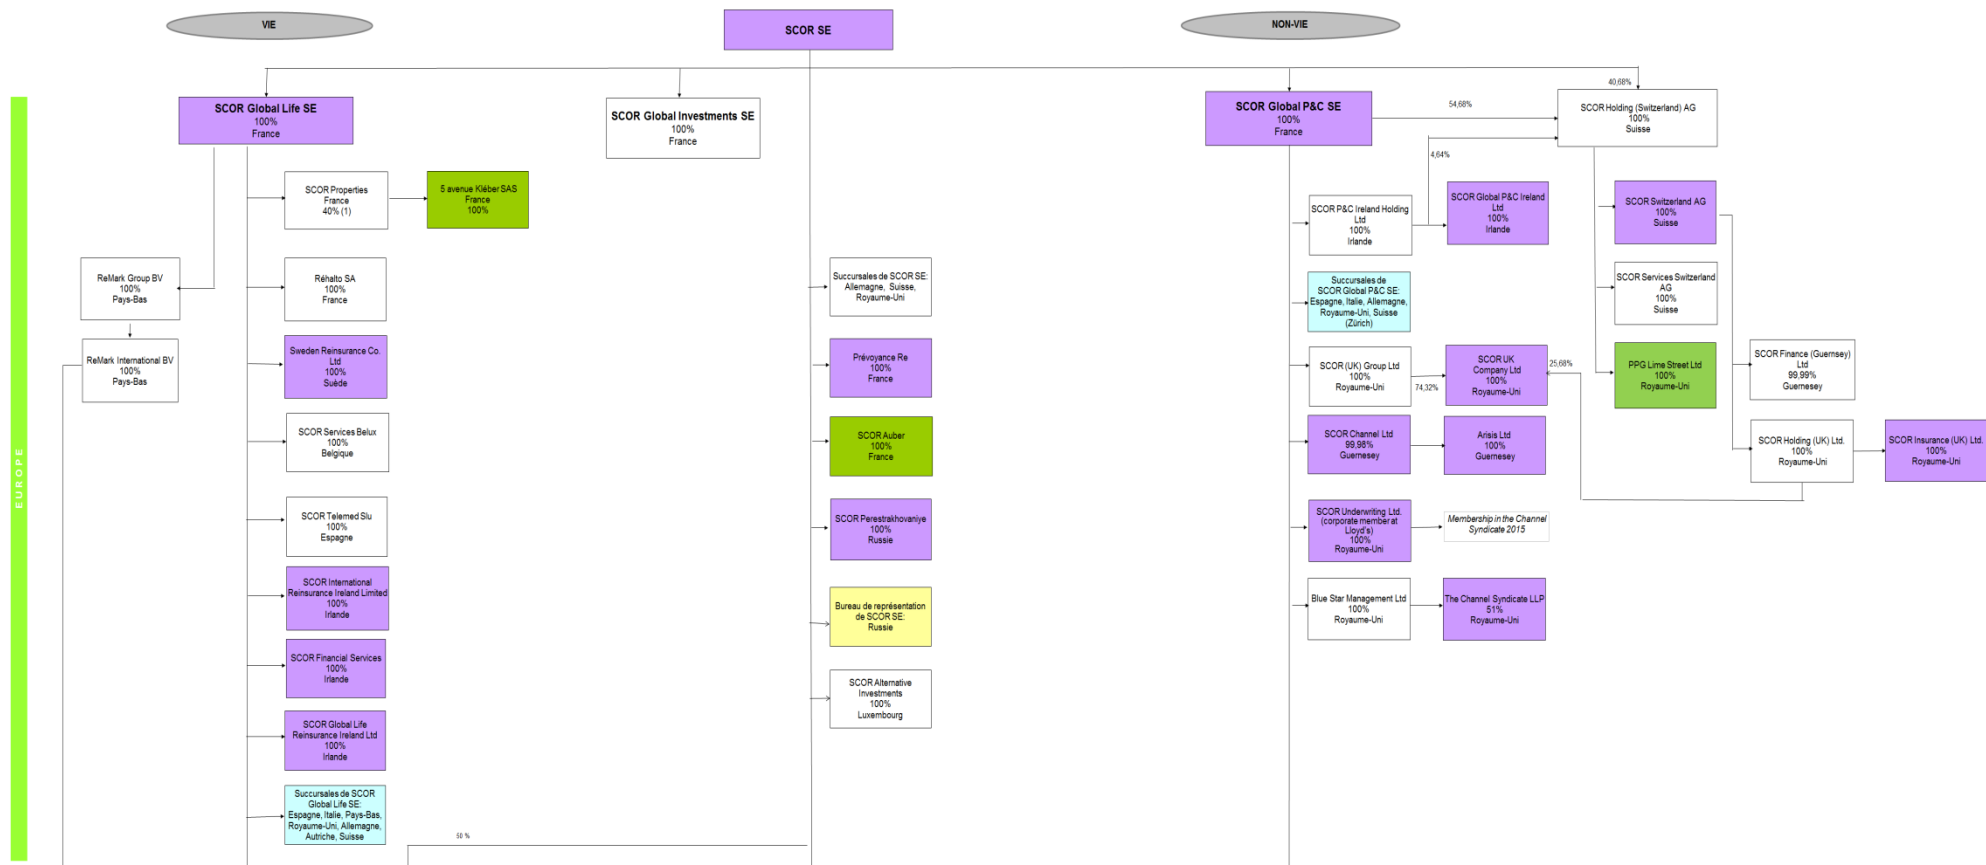 VIE
SCOR SE
NON-VIE
EUROPE
SCOR Global Life SE
100%
France
SCOR Global Investments SE
100%
France
SCOR Global P&C SE
100%
France
54,68%
40,68%
SCOR Holding (Switzerland) AG
100%
Suisse
4,64%
SCOR Properties
France
40% (1)
5 avenue Kléber SAS
France
100%
ReMark Group BV
100%
Pays-Bas
ReMark International BV
100%
Pays-Bas
Réhalto SA
100%
France
Sweden Reinsurance Co.
Ltd
100%
Suède
SCOR Services Belux
100%
Belgique
SCOR Telemed Slu
100%
Espagne
SCOR International
Reinsurance Ireland Limited
100%
Irlande
SCOR Financial Services
100%
Irlande
SCOR Global Life
Reinsurance Ireland Ltd
100%
Irlande
Succursales de SCOR
Global Life SE:
Espagne, Italie, Pays-Bas,
Royaume-Uni, Allemagne,
Autriche, Suisse
50 %
Succursales de SCOR SE:
Allemagne, Suisse,
Royaume-Uni
Prévoyance Re
100%
France
SCOR Auber
100%
France
SCOR Perestrakhovaniye
100%
Russie
Bureau de représentation
de SCOR SE:
Russie
SCOR Alternative
Investments
100%
Luxembourg
SCOR P&C Ireland Holding
Ltd
100%
Irlande
SCOR Global P&C Ireland
Ltd
100%
Irlande
Succursales de
SCOR Global P&C SE:
Espagne, Italie, Allemagne,
Royaume-Uni, Suisse
(Zürich)
SCOR (UK) Group Ltd
100%
Royaume-Uni
74,32%
SCOR UK
Company Ltd
100%
Royaume-Uni
25,68%
SCOR Channel Ltd
99,98%
Guernesey
Arisis Ltd
100%
Guernesey
SCOR Underwriting Ltd.
(corporate member at
Lloyd's)
100%
Royaume-Uni
Membership in the Channel
Syndicate 2015
Blue Star Management Ltd
100%
Royaume-Uni
The Channel Syndicate LLP
51%
Royaume-Uni
SCOR Switzerland AG
100%
Suisse
SCOR Services Switzerland
AG
100%
Suisse
PPG Lime Street Ltd
100%
Royaume-Uni
SCOR Finance (Guernsey)
Ltd
99,99%
Guernesey
SCOR Holding (UK) Ltd.
100%
Royaume-Uni
SCOR Insurance (UK) Ltd.
100%
Royaume-Uni